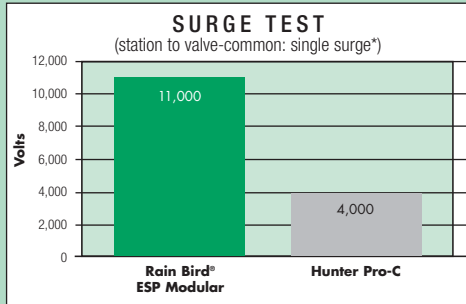 SURGE TEST
(station to valve-common: single surge*)
Volts
12,000
10,000
8,000
6,000
4,000
2,000
0
11,000
4,000
Rain Bird®
ESP Modular
Hunter Pro-C